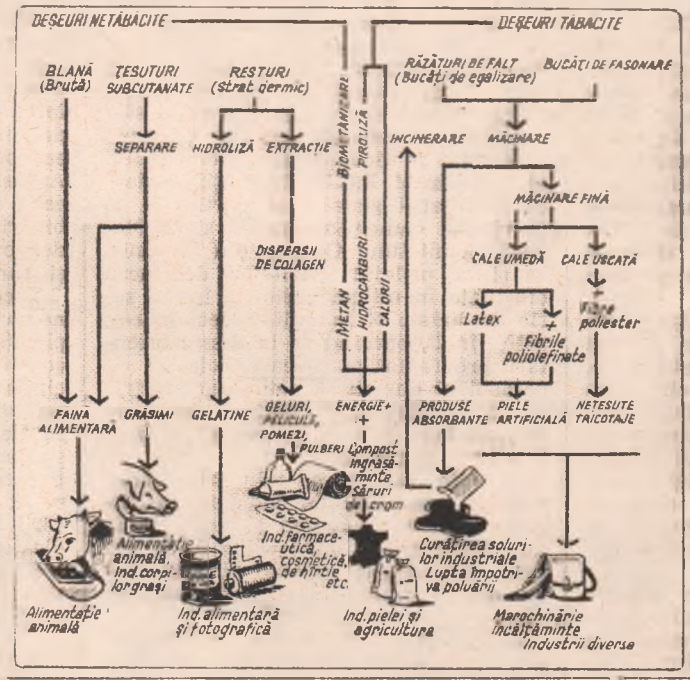 DEȘEURI NETĂBĂCITE
DEȘEURI TĂBĂCITE
BLANĂ
(Brută)
ȚESUTURI
SUBCUTANATE
RESTURI
(Strat dermic)
RĂZĂTURI DE FALȚ
(Bucăți de egalizare)
BUCĂȚI DE FASONARE
BIOMETANIZARE
PIROLIZĂ
SEPARARE
HIDROLIZĂ
EXTRACȚIE
INCINERARE
MĂCINARE
MĂCINARE FINĂ
DISPERSII
DE COLAGEN
CALE UMEDĂ
CALE USCATĂ
METAN
HIDROCARBURI
CALORII
Latex
+
Fibrile
poliolefinate
+
Fibre
poliester
FAINĂ
ALIMENTARĂ
GRĂSIMI
GELATINE
GELURI,
PELICULĂ,
POMEZI,
PULBERI
ENERGIE+
+
Compost
îngrașă-
minte
Săruri
de crom
PRODUSE
ABSORBANTE
PIELE
ARTIFICIALĂ
NEȚESUTE
TRICOTAJE
Alimentație
animală
Alimentație
animală,
Ind.corpi-
lor grași
Ind. alimentară
și fotografică
Ind.farmace-
utică,
cosmetică,
de hîrtie
etc.
Ind. pielei și
agricultura
Curățirea soluri-
lor industriale
Lupta împotri-
va poluării
Marochinărie
încălțăminte
Industrii diverse